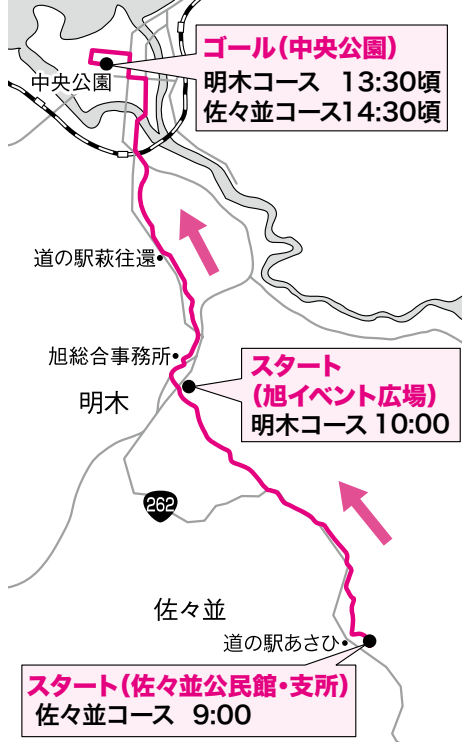 ゴール(中央公園)
明木コース 13:30頃
佐々並コース14:30頃
中央公園
道の駅萩往還
旭総合事務所
明木
スタート
(旭イベント広場)
明木コース 10:00
262
佐々並
道の駅あさひ
スタート(佐々並公民館・支所)
佐々並コース 9:00